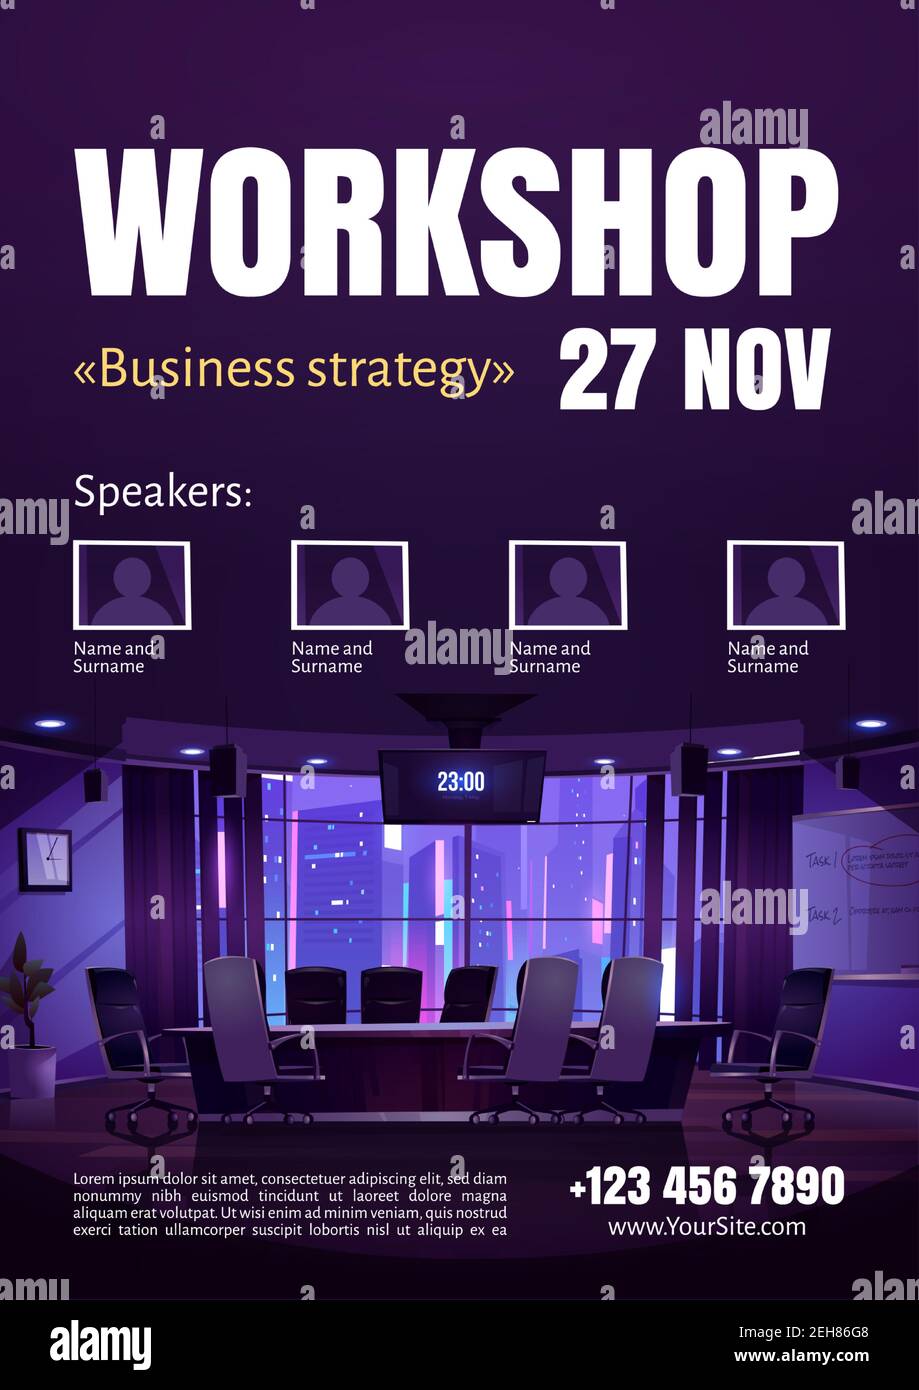 WORKSHOP
«Business strategy»
27 NOV
Speakers:
Name and
Surname
Name and
Surname
Name and
Surname
Name and
Surname
23:00
TASK 1
LOREM IPSUM DOLOR
TASK 2
Lorem ipsum dolor sit amet, consectetuer adipiscing elit, sed diam
nonummy nibh euismod tincidunt ut laoreet dolore magna
aliquam erat volutpat. Ut wisi enim ad minim veniam, quis nostrud
exerci tation ullamcorper suscipit lobortis nisl ut aliquip ex ea
+123 456 7890
www.YourSite.com
alamy
a
alamy
Image ID: 2EH86G8
www.alamy.com